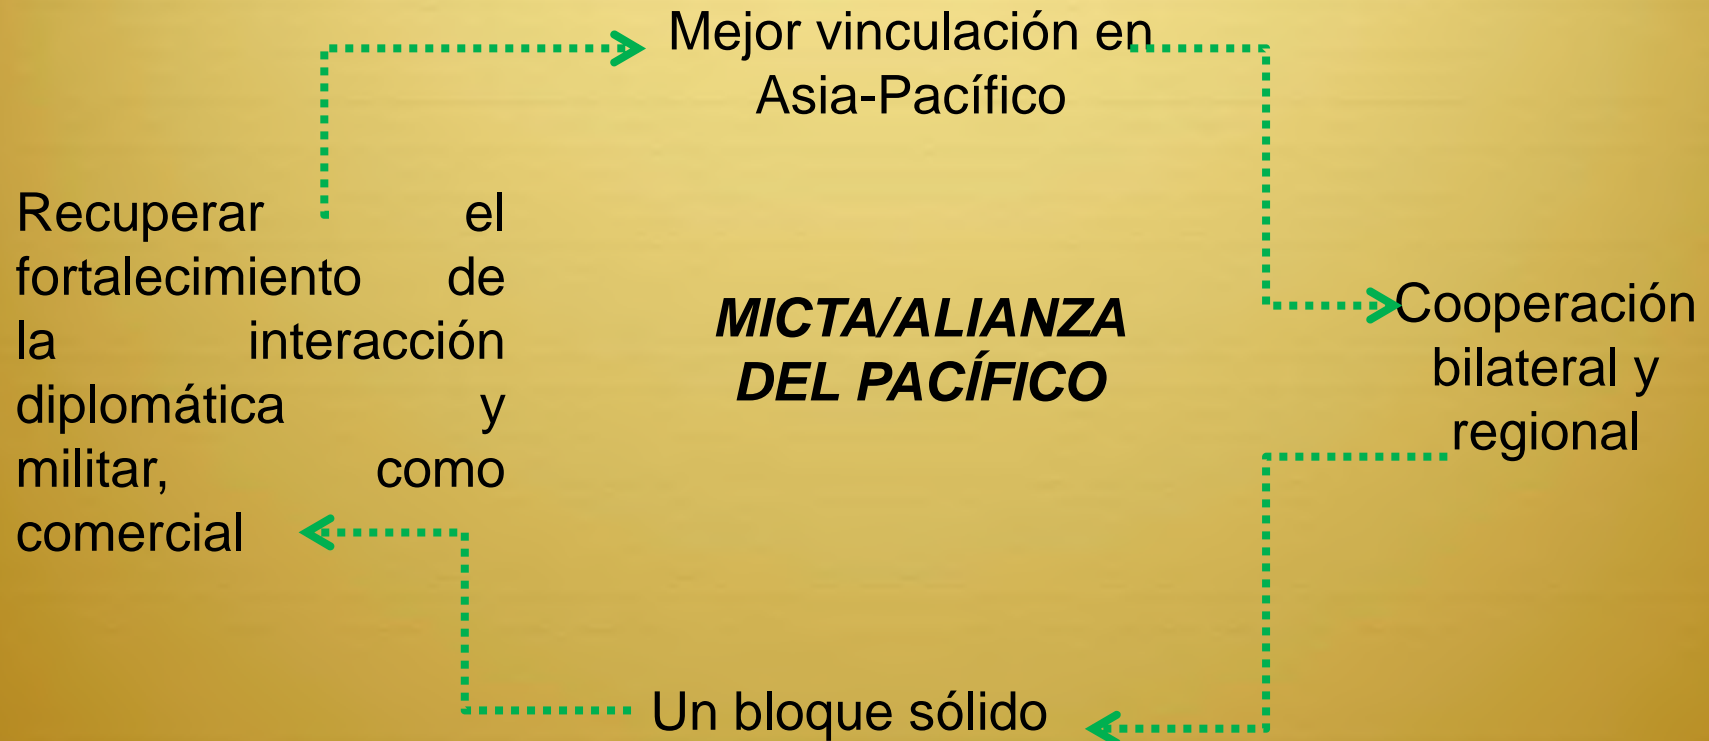 Mejor vinculación en
Asia-Pacífico
Recuperar el
fortalecimiento de
la interacción
diplomática y
militar, como
comercial
MICTA/ALIANZA
DEL PACÍFICO
Cooperación
bilateral y
regional
Un bloque sólido